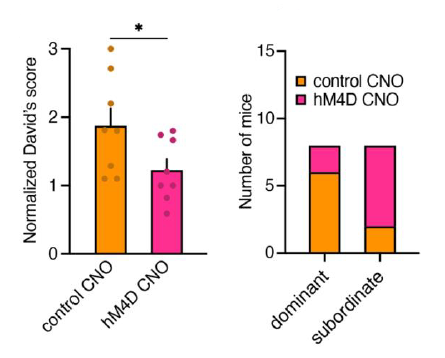 *
3
2
1
0
Normalized David's score
control CNO
hM4D CNO
15
10
5
0
Number of mice
control CNO
hM4D CNO
dominant
subordinate